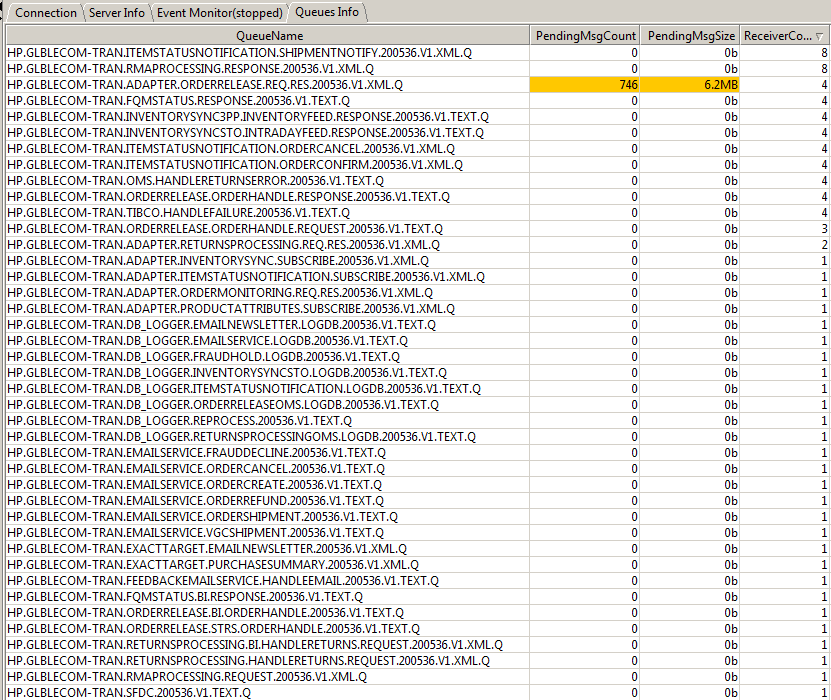 Connection Server Info Event Monitor(stopped) Queues Info
QueueName PendingMsgCount PendingMsgSize ReceiverCo...
HP.GLBLECOM-TRAN.ITEMSTATUSNOTIFICATION.SHIPMENTNOTIFY.200536.V1.XML.Q 0 0b 8
HP.GLBLECOM-TRAN.RMAPROCESSING.RESPONSE.200536.V1.XML.Q 0 0b 8
HP.GLBLECOM-TRAN.ADAPTER.ORDERRELEASE.REQ.RES.200536.V1.XML.Q 746 6.2MB 4
HP.GLBLECOM-TRAN.FQMSTATUS.RESPONSE.200536.V1.TEXT.Q 0 0b 4
HP.GLBLECOM-TRAN.INVENTORYSYNC3PP.INVENTORYFEED.RESPONSE.200536.V1.TEXT.Q 0 0b 4
HP.GLBLECOM-TRAN.INVENTORYSYNCSTO.INTRADAYFEED.RESPONSE.200536.V1.TEXT.Q 0 0b 4
HP.GLBLECOM-TRAN.ITEMSTATUSNOTIFICATION.ORDERCANCEL.200536.V1.XML.Q 0 0b 4
HP.GLBLECOM-TRAN.ITEMSTATUSNOTIFICATION.ORDERCONFIRM.200536.V1.XML.Q 0 0b 4
HP.GLBLECOM-TRAN.OMS.HANDLERETURNSERROR.200536.V1.TEXT.Q 0 0b 4
HP.GLBLECOM-TRAN.ORDERRELEASE.ORDERHANDLE.RESPONSE.200536.V1.TEXT.Q 0 0b 4
HP.GLBLECOM-TRAN.TIBCO.HANDLEFAILURE.200536.V1.TEXT.Q 0 0b 4
HP.GLBLECOM-TRAN.ORDERRELEASE.ORDERHANDLE.REQUEST.200536.V1.TEXT.Q 0 0b 3
HP.GLBLECOM-TRAN.ADAPTER.RETURNSPROCESSING.REQ.RES.200536.V1.XML.Q 0 0b 2
HP.GLBLECOM-TRAN.ADAPTER.INVENTORYSYNC.SUBSCRIBE.200536.V1.XML.Q 0 0b 1
HP.GLBLECOM-TRAN.ADAPTER.ITEMSTATUSNOTIFICATION.SUBSCRIBE.200536.V1.XML.Q 0 0b 1
HP.GLBLECOM-TRAN.ADAPTER.ORDERMONITORING.REQ.RES.200536.V1.XML.Q 0 0b 1
HP.GLBLECOM-TRAN.ADAPTER.PRODUCTATTRIBUTES.SUBSCRIBE.200536.V1.XML.Q 0 0b 1
HP.GLBLECOM-TRAN.DB_LOGGER.EMAILNEWSLETTER.LOGDB.200536.V1.TEXT.Q 0 0b 1
HP.GLBLECOM-TRAN.DB_LOGGER.EMAILSERVICE.LOGDB.200536.V1.TEXT.Q 0 0b 1
HP.GLBLECOM-TRAN.DB_LOGGER.FRAUDHOLD.LOGDB.200536.V1.TEXT.Q 0 0b 1
HP.GLBLECOM-TRAN.DB_LOGGER.INVENTORYSYNCSTO.LOGDB.200536.V1.TEXT.Q 0 0b 1
HP.GLBLECOM-TRAN.DB_LOGGER.ITEMSTATUSNOTIFICATION.LOGDB.200536.V1.TEXT.Q 0 0b 1
HP.GLBLECOM-TRAN.DB_LOGGER.ORDERRELEASEOMS.LOGDB.200536.V1.TEXT.Q 0 0b 1
HP.GLBLECOM-TRAN.DB_LOGGER.REPROCESS.200536.V1.TEXT.Q 0 0b 1
HP.GLBLECOM-TRAN.DB_LOGGER.RETURNSPROCESSINGOMS.LOGDB.200536.V1.TEXT.Q 0 0b 1
HP.GLBLECOM-TRAN.EMAILSERVICE.FRAUDDECLINE.200536.V1.TEXT.Q 0 0b 1
HP.GLBLECOM-TRAN.EMAILSERVICE.ORDERCANCEL.200536.V1.TEXT.Q 0 0b 1
HP.GLBLECOM-TRAN.EMAILSERVICE.ORDERCREATE.200536.V1.TEXT.Q 0 0b 1
HP.GLBLECOM-TRAN.EMAILSERVICE.ORDERREFUND.200536.V1.TEXT.Q 0 0b 1
HP.GLBLECOM-TRAN.EMAILSERVICE.ORDERSHIPMENT.200536.V1.TEXT.Q 0 0b 1
HP.GLBLECOM-TRAN.EMAILSERVICE.VGCSHIPMENT.200536.V1.TEXT.Q 0 0b 1
HP.GLBLECOM-TRAN.EXACTTARGET.EMAILNEWSLETTER.200536.V1.XML.Q 0 0b 1
HP.GLBLECOM-TRAN.EXACTTARGET.PURCHASESUMMARY.200536.V1.XML.Q 0 0b 1
HP.GLBLECOM-TRAN.FEEDBACKEMAILSERVICE.HANDLEEMAIL.200536.V1.TEXT.Q 0 0b 1
HP.GLBLECOM-TRAN.FQMSTATUS.BI.RESPONSE.200536.V1.TEXT.Q 0 0b 1
HP.GLBLECOM-TRAN.ORDERRELEASE.BI.ORDERHANDLE.200536.V1.TEXT.Q 0 0b 1
HP.GLBLECOM-TRAN.ORDERRELEASE.STRS.ORDERHANDLE.200536.V1.TEXT.Q 0 0b 1
HP.GLBLECOM-TRAN.RETURNSPROCESSING.BI.HANDLERETURNS.REQUEST.200536.V1.XML.Q 0 0b 1
HP.GLBLECOM-TRAN.RETURNSPROCESSING.HANDLERETURNS.REQUEST.200536.V1.XML.Q 0 0b 1
HP.GLBLECOM-TRAN.RMAPROCESSING.REQUEST.200536.V1.XML.Q 0 0b 1
HP.GLBLECOM-TRAN.SFDC.200536.V1.TEXT.Q 0 0b 1